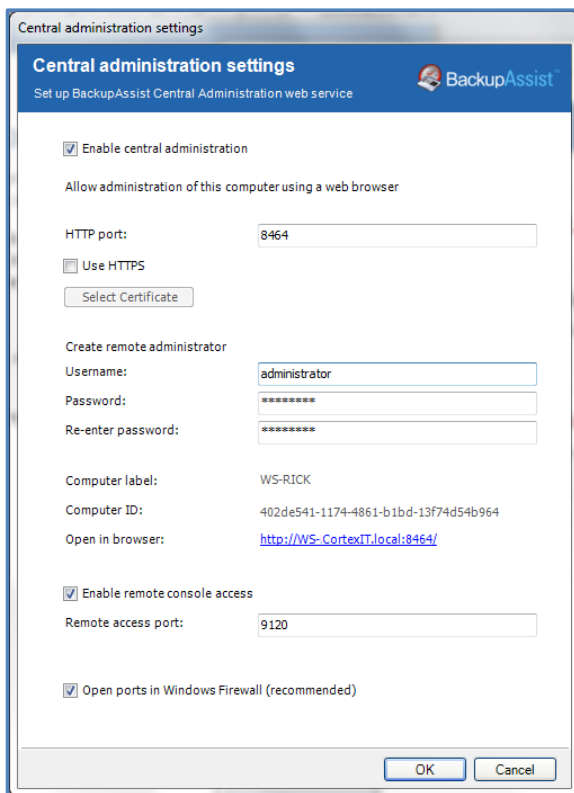 Central administration settings
Central administration settings
Set up BackupAssist Central Administration web service
BackupAssist™
Enable central administration
Allow administration of this computer using a web browser
HTTP port: 8464
Use HTTPS
Select Certificate
Create remote administrator
Username: administrator
Password: ********
Re-enter password: ********
Computer label: WS-RICK
Computer ID: 402de541-1174-4861-b1bd-13f74d54b964
Open in browser: http://WS-.CortexIT.local:8464/
Enable remote console access
Remote access port: 9120
Open ports in Windows Firewall (recommended)
OK Cancel